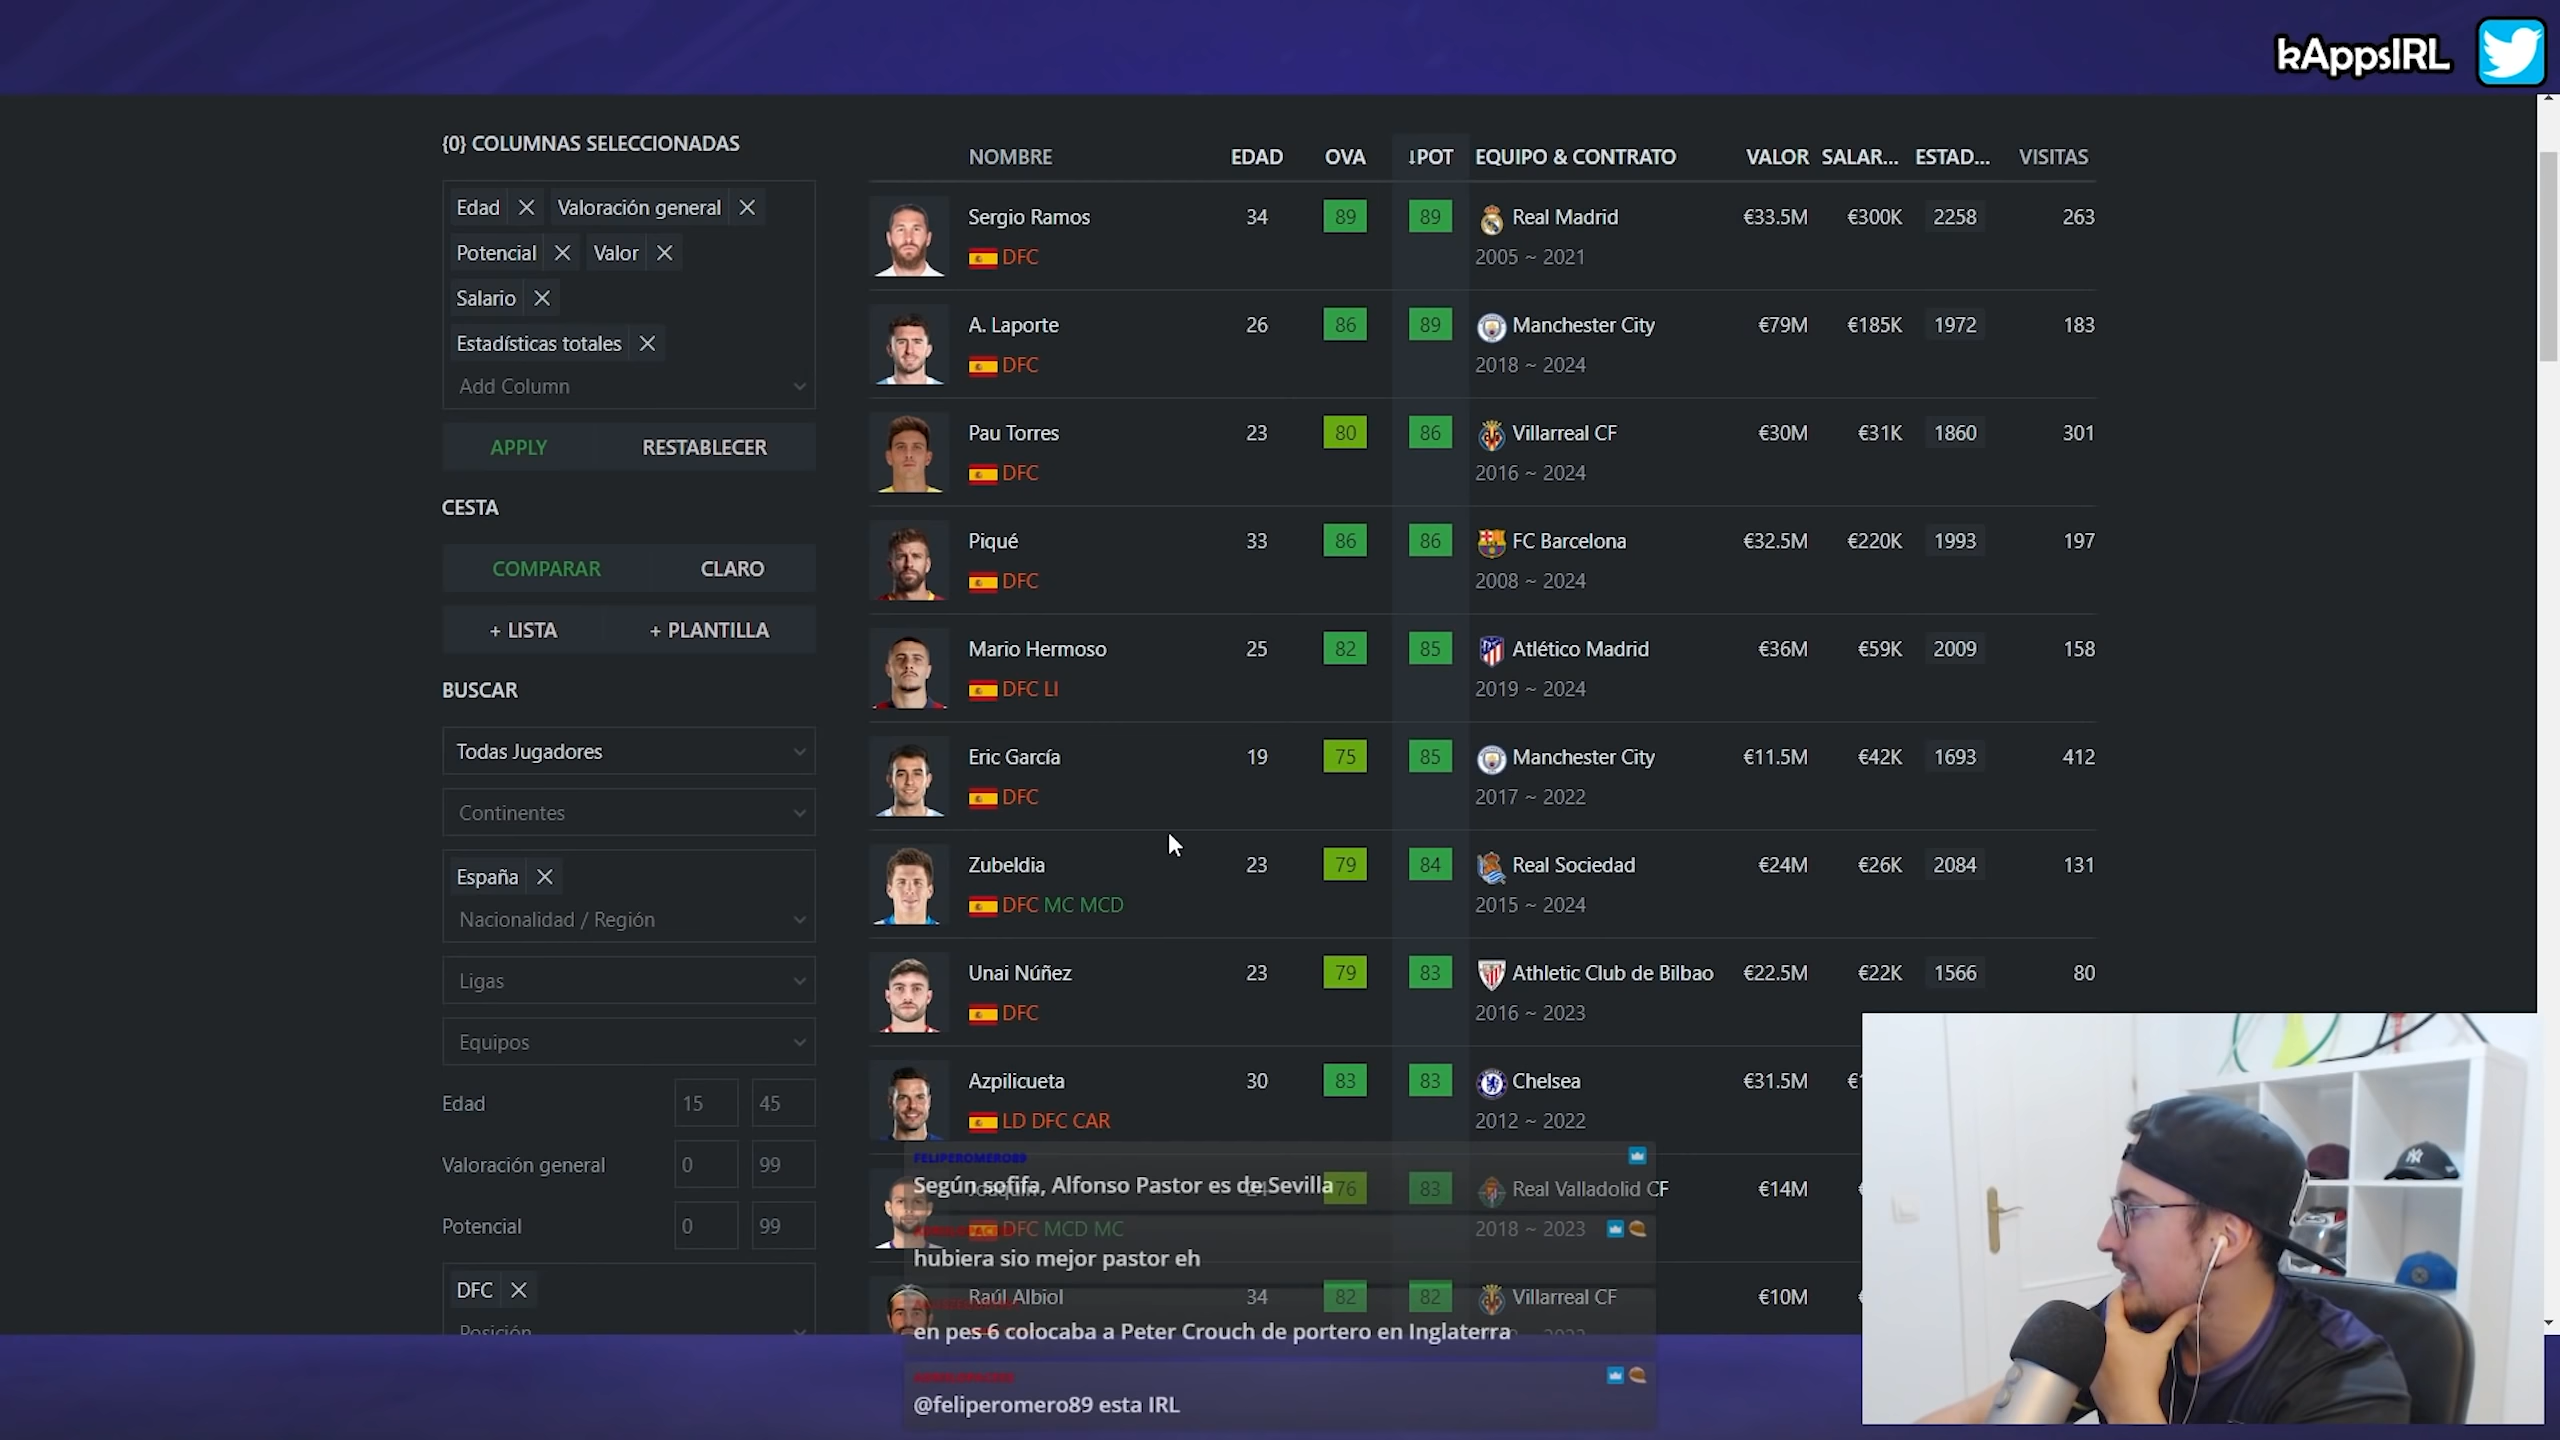 kAppsIRL
{0} COLUMNAS SELECCIONADAS
Edad
Valoración general
Potencial
Valor
Salario
Estadísticas totales
Add Column
APPLY
RESTABLECER
CESTA
COMPARAR
CLARO
+ LISTA
+ PLANTILLA
BUSCAR
Todas Jugadores
Continentes
España
Nacionalidad / Región
Ligas
Equipos
Edad 15 45
Valoración general 0 99
Potencial 0 99
DFC
Posición
NOMBRE EDAD OVA ↓POT EQUIPO & CONTRATO VALOR SALAR... ESTAD... VISITAS
Sergio Ramos 34 89 89 Real Madrid €33.5M €300K 2258 263
DFC 2005 ~ 2021
A. Laporte 26 86 89 Manchester City €79M €185K 1972 183
DFC 2018 ~ 2024
Pau Torres 23 80 86 Villarreal CF €30M €31K 1860 301
DFC 2016 ~ 2024
Piqué 33 86 86 FC Barcelona €32.5M €220K 1993 197
DFC 2008 ~ 2024
Mario Hermoso 25 82 85 Atlético Madrid €36M €59K 2009 158
DFC LI 2019 ~ 2024
Eric García 19 75 85 Manchester City €11.5M €42K 1693 412
DFC 2017 ~ 2022
Zubeldia 23 79 84 Real Sociedad €24M €26K 2084 131
DFC MC MCD 2015 ~ 2024
Unai Núñez 23 79 83 Athletic Club de Bilbao €22.5M €22K 1566 80
DFC 2016 ~ 2023
Azpilicueta 30 83 83 Chelsea €31.5M
LD DFC CAR 2012 ~ 2022
76 83 Real Valladolid CF €14M
DFC MCD MC 2018 ~ 2023
Raúl Albiol 34 82 82 Villarreal CF €10M
FELIPEROMERO89
Según sofifa, Alfonso Pastor es de Sevilla
hubiera sio mejor pastor eh
en pes 6 colocaba a Peter Crouch de portero en Inglaterra
@feliperomero89 esta IRL